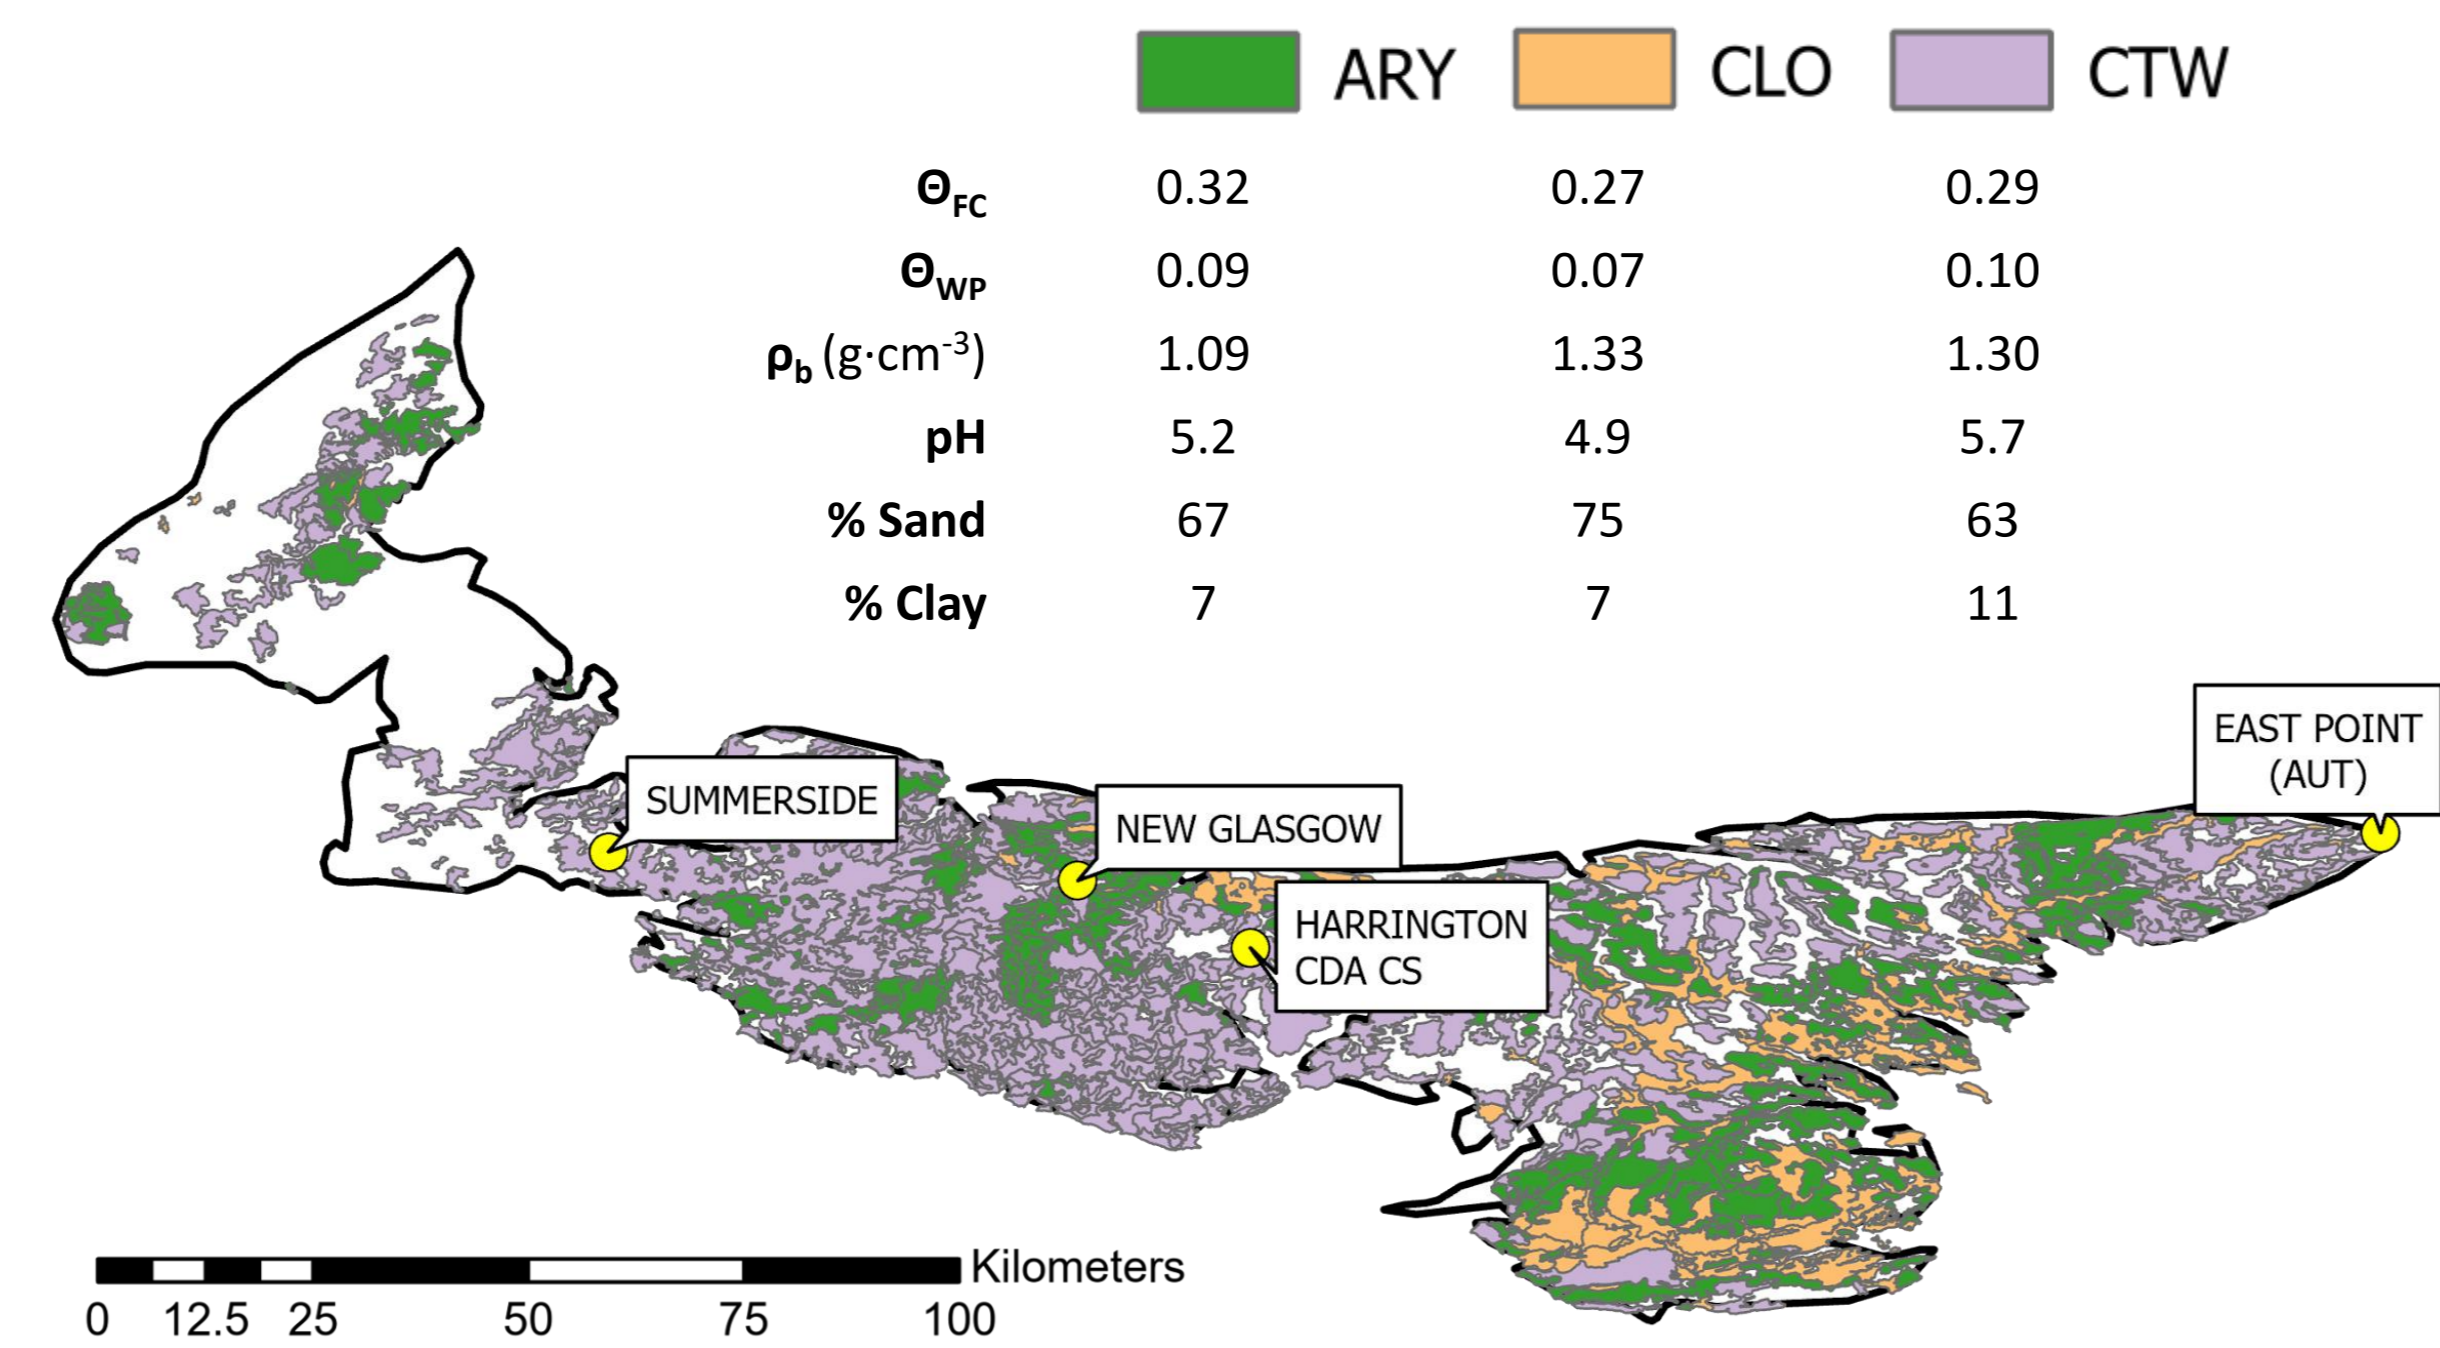 ARY CLO CTW
ΘFC 0.32 0.27 0.29
ΘWP 0.09 0.07 0.10
ρb (g·cm-3) 1.09 1.33 1.30
pH 5.2 4.9 5.7
% Sand 67 75 63
% Clay 7 7 11
EAST POINT
(AUT)
SUMMERSIDE
NEW GLASGOW
HARRINGTON
CDA CS
Kilometers
0 12.5 25 50 75 100